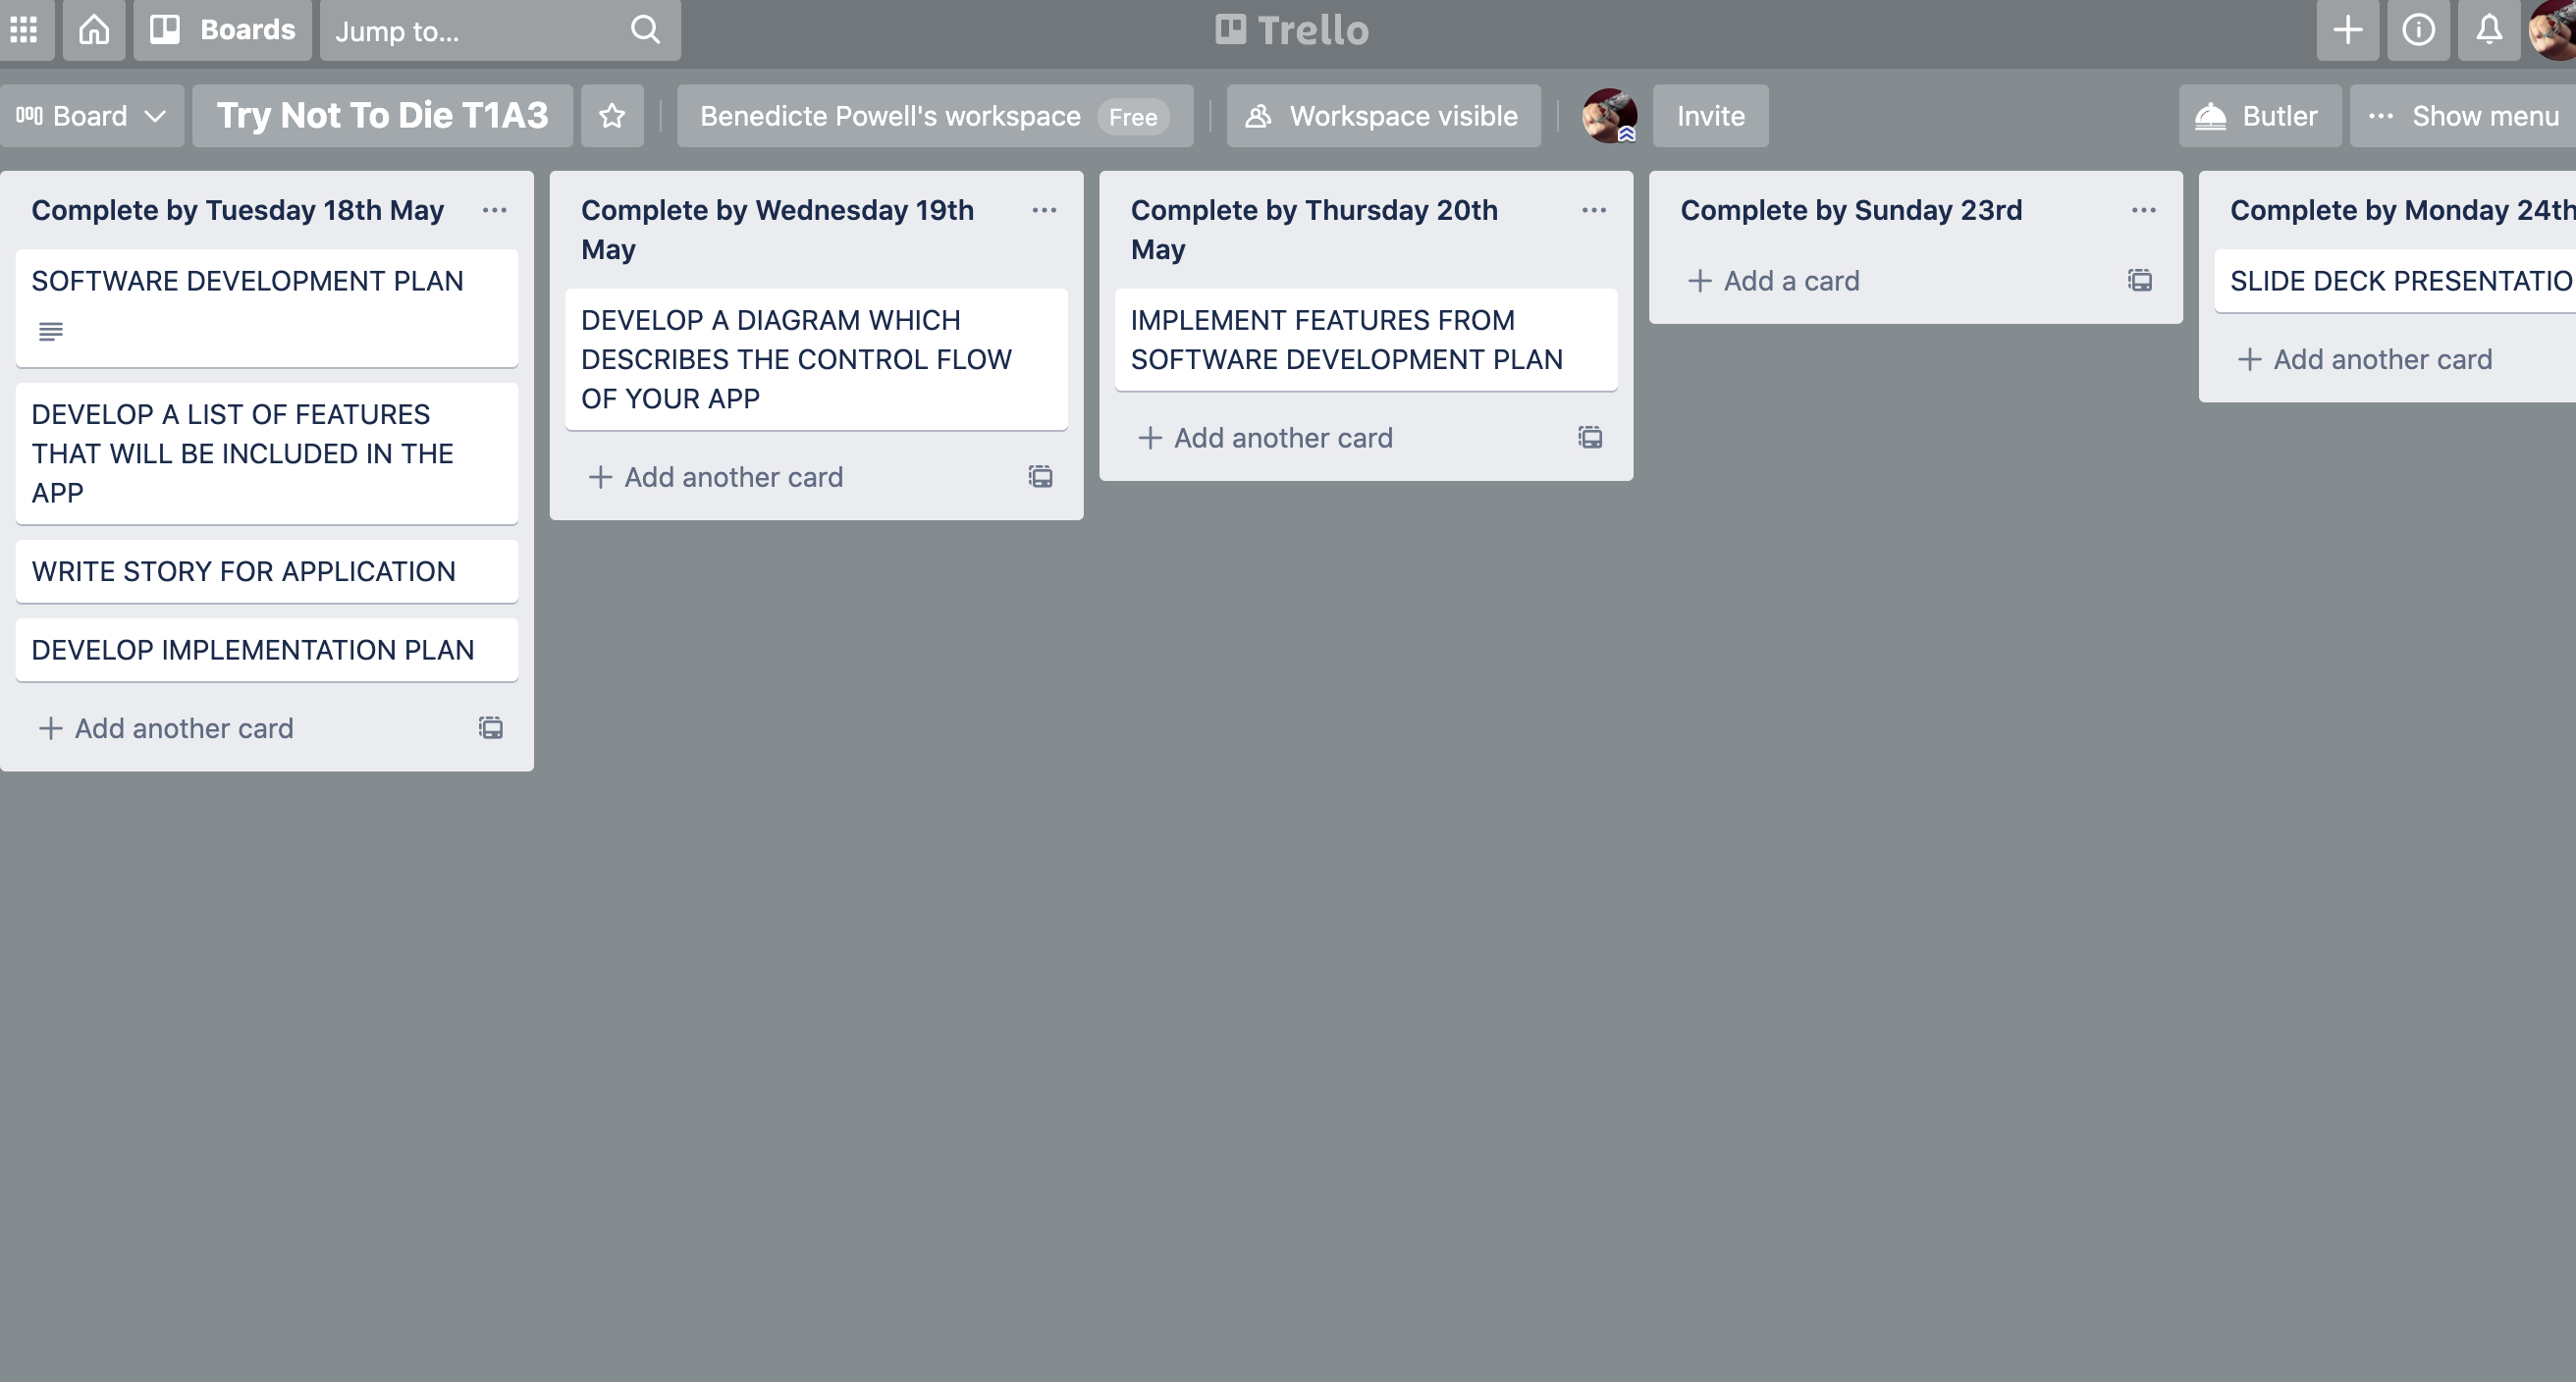 Boards
Jump to...
Trello
Board
Try Not To Die T1A3
Benedicte Powell's workspace Free
Workspace visible
Invite
Butler
... Show menu
Complete by Tuesday 18th May ...
SOFTWARE DEVELOPMENT PLAN
DEVELOP A LIST OF FEATURES
THAT WILL BE INCLUDED IN THE
APP
WRITE STORY FOR APPLICATION
DEVELOP IMPLEMENTATION PLAN
+ Add another card
Complete by Wednesday 19th ...
May
DEVELOP A DIAGRAM WHICH
DESCRIBES THE CONTROL FLOW
OF YOUR APP
+ Add another card
Complete by Thursday 20th ...
May
IMPLEMENT FEATURES FROM
SOFTWARE DEVELOPMENT PLAN
+ Add another card
Complete by Sunday 23rd ...
+ Add a card
Complete by Monday 24th
SLIDE DECK PRESENTATIO
+ Add another card